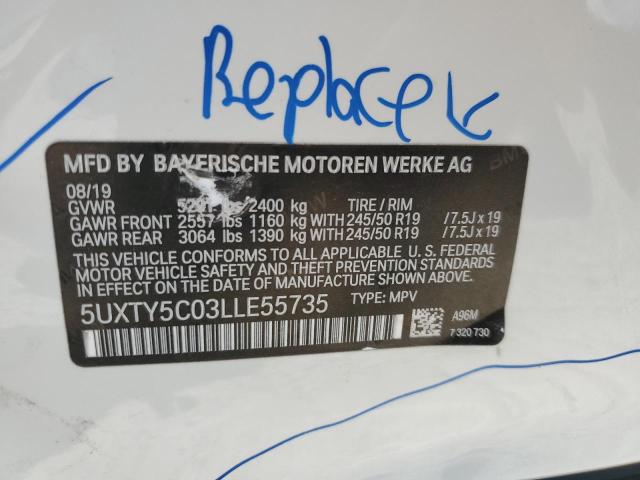 Replace
MFD BY BAYERISCHE MOTOREN WERKE AG
08/19
GVWR lbs/2400 kg TIRE / RIM
GAWR FRONT 2557 lbs 1160 kg WITH 245/50 R19 /7.5J x 19
GAWR REAR 3064 lbs 1390 kg WITH 245/50 R19 /7.5J x 19
THIS VEHICLE CONFORMS TO ALL APPLICABLE U. S. FEDERAL
MOTOR VEHICLE SAFETY AND THEFT PREVENTION STANDARDS
IN EFFECT ON THE DATE OF MANUFACTURE SHOWN ABOVE.
5UXTY5C03LLE55735 TYPE: MPV
A96M
7 320 730